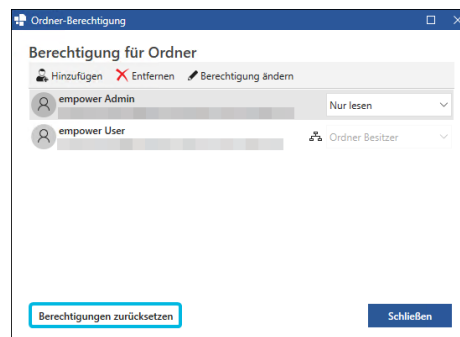 Ordner-Berechtigung
Berechtigung für Ordner
Hinzufügen Entfernen Berechtigung ändern
empower Admin
Nur lesen
empower User
Ordner Besitzer
Berechtigungen zurücksetzen Schließen